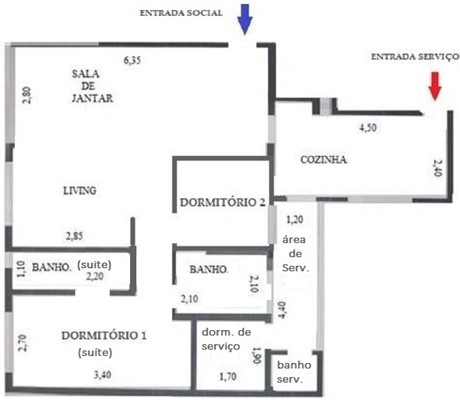 ENTRADA SOCIAL
ENTRADA SERVIÇO
6,35
SALA
DE
JANTAR
2,80
4,50
COZINHA
2,40
LIVING
DORMITÓRIO 2
2,85
1,20
área
de
Serv.
1,10
BANHO. (suite)
2,20
BANHO.
2,10
2,10
4,40
DORMITÓRIO 1
(suíte)
2,70
3,40
dorm. de
serviço
1,90
1,70
banho
serv.